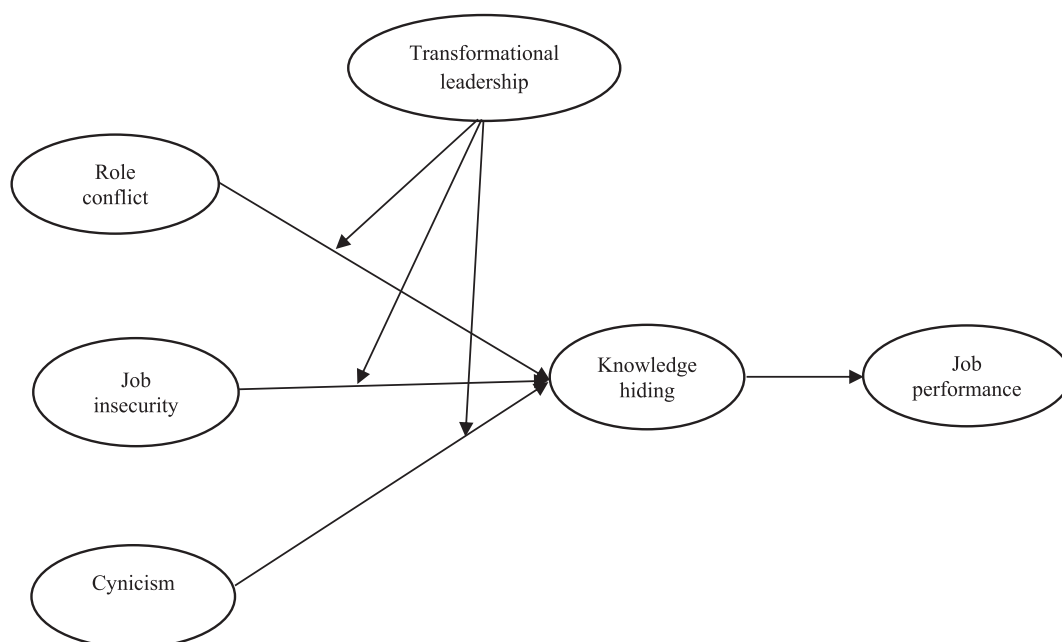 Transformational
leadership
Role
conflict
Job
insecurity
Knowledge
hiding
Job
performance
Cynicism